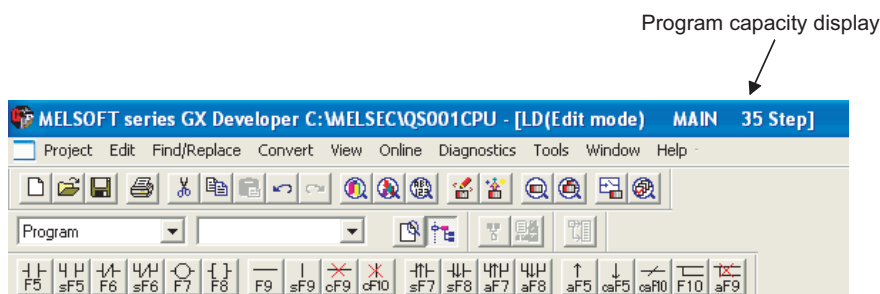 Program capacity display
MELSOFT series GX Developer C:\MELSEC\QS001CPU - [LD(Edit mode) MAIN 35 Step]
Project Edit Find/Replace Convert View Online Diagnostics Tools Window Help
Program
F5 sF5 F6 sF6 F7 F8 F9 sF9 cF9 cF10 sF7 sF8 aF7 aF8 aF5 caF5 caF10 F10 aF9